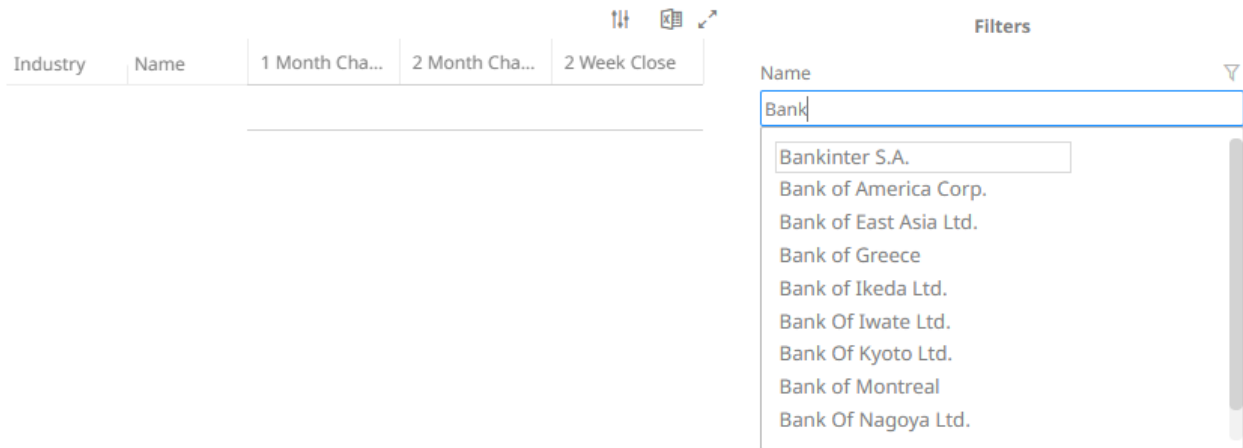 Industry Name 1 Month Cha... 2 Month Cha... 2 Week Close
Filters
Name
Bank
Bankinter S.A.
Bank of America Corp.
Bank of East Asia Ltd.
Bank of Greece
Bank of Ikeda Ltd.
Bank Of Iwate Ltd.
Bank Of Kyoto Ltd.
Bank of Montreal
Bank Of Nagoya Ltd.